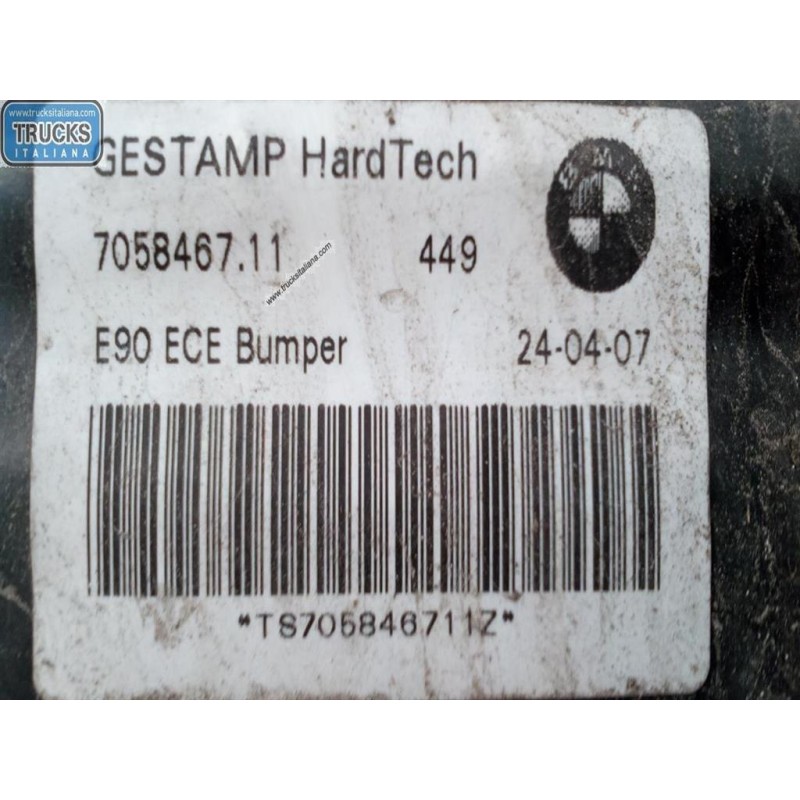 www.trucksitaliana.com
TRUCKS
ITALIANA
GESTAMP HardTech
BMW
7058467.11 449
www.trucksitaliana.com
E90 ECE Bumper 24-04-07
*TS705846711Z*